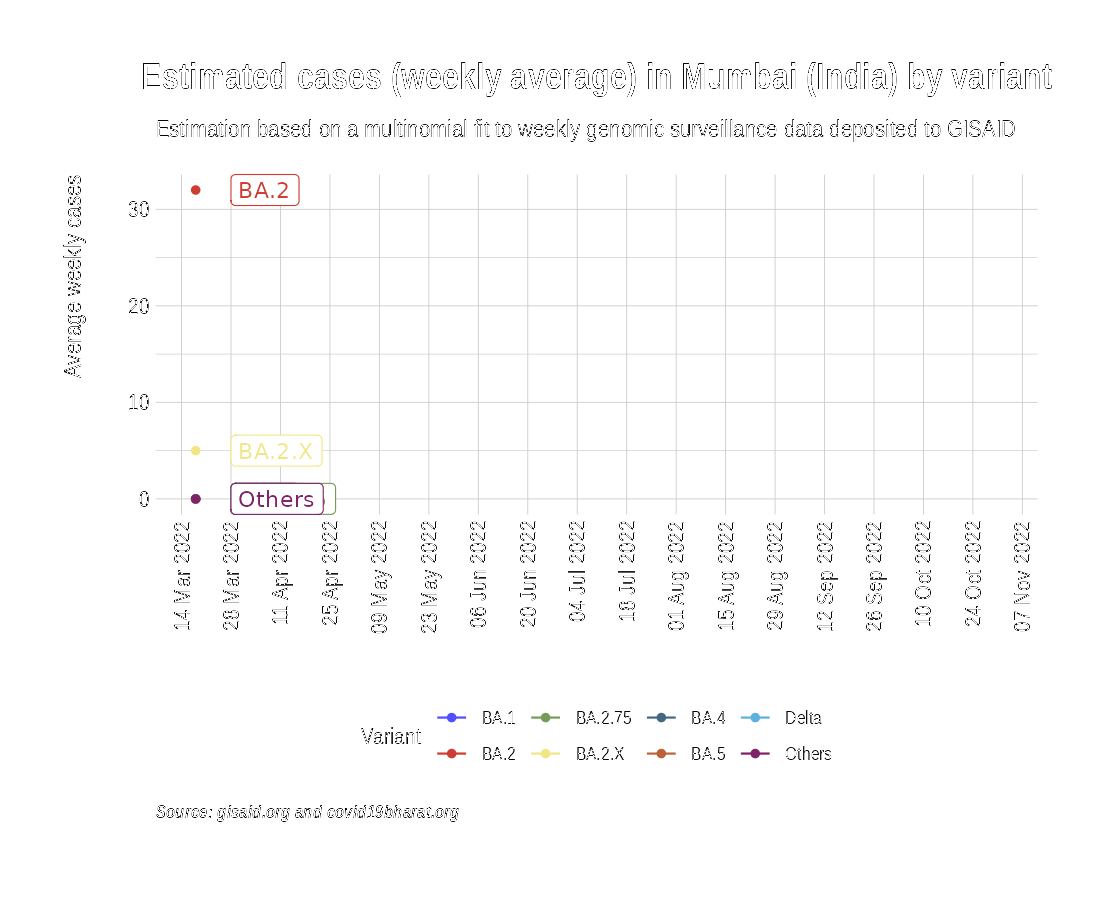 Estimated cases (weekly average) in Mumbai (India) by variant
Estimation based on a multinomial fit to weekly genomic surveillance data deposited to GISAID
Average weekly cases
30
20
10
0
BA.2
BA.2.X
Others
14 Mar 2022
28 Mar 2022
11 Apr 2022
25 Apr 2022
09 May 2022
23 May 2022
06 Jun 2022
20 Jun 2022
04 Jul 2022
18 Jul 2022
01 Aug 2022
15 Aug 2022
29 Aug 2022
12 Sep 2022
26 Sep 2022
10 Oct 2022
24 Oct 2022
07 Nov 2022
Variant
BA.1 BA.2.75 BA.4 Delta
BA.2 BA.2.X BA.5 Others
Source: gisaid.org and covid19bharat.org